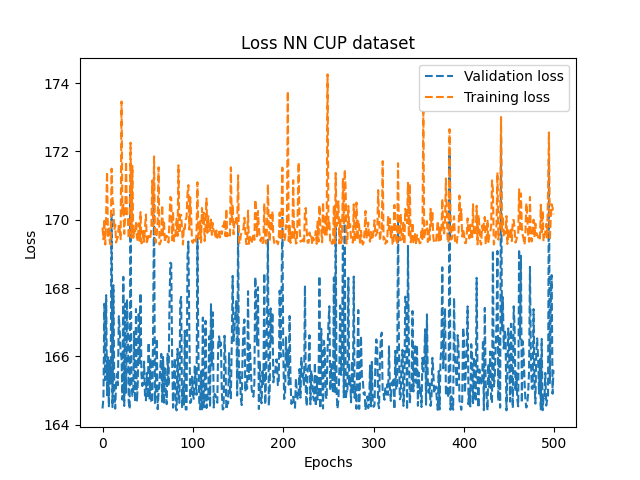 Loss NN CUP dataset
Validation loss
Training loss
174
172
170
168
166
164
Loss
0
100
200
300
400
500
Epochs